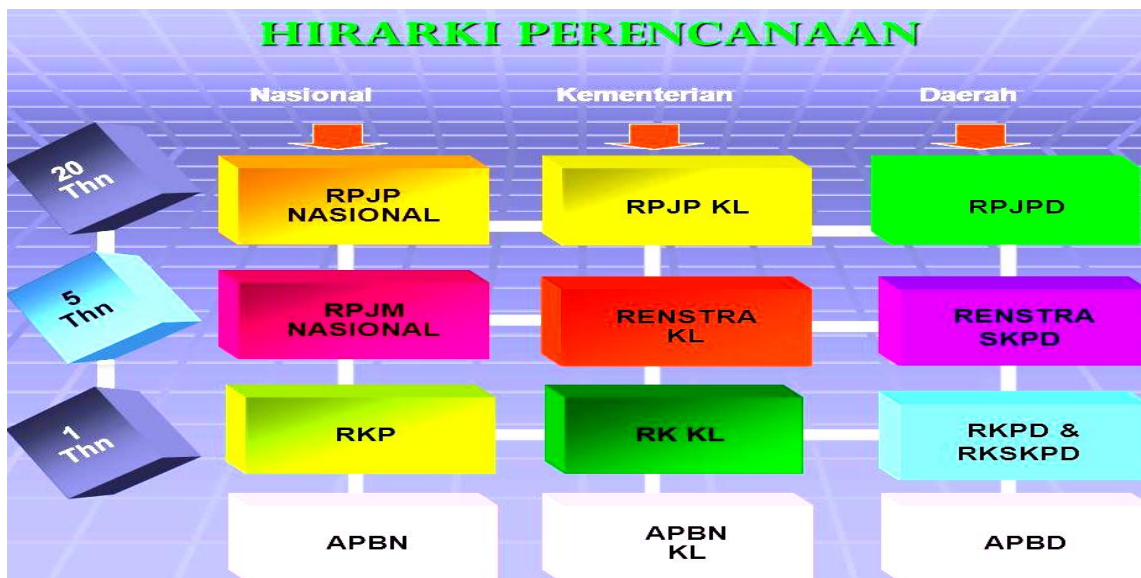 HIRARKI PERENCANAAN
Nasional
Kementerian
Daerah
20
Thn
RPJP
NASIONAL
RPJP KL
RPJPD
5
Thn
RPJM
NASIONAL
RENSTRA
KL
RENSTRA
SKPD
1
Thn
RKP
RK KL
RKPD &
RKSKPD
APBN
APBN
KL
APBD